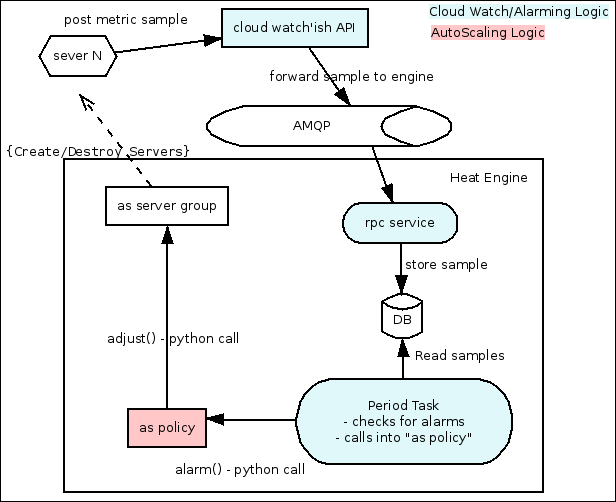 post metric sample
cloud watch'ish API
Cloud Watch/Alarming Logic
AutoScaling Logic
sever N
forward sample to engine
AMQP
{Create/Destroy Servers}
Heat Engine
as server group
rpc service
store sample
DB
adjust() - python call
Read samples
Period Task
- checks for alarms
- calls into "as policy"
as policy
alarm() - python call